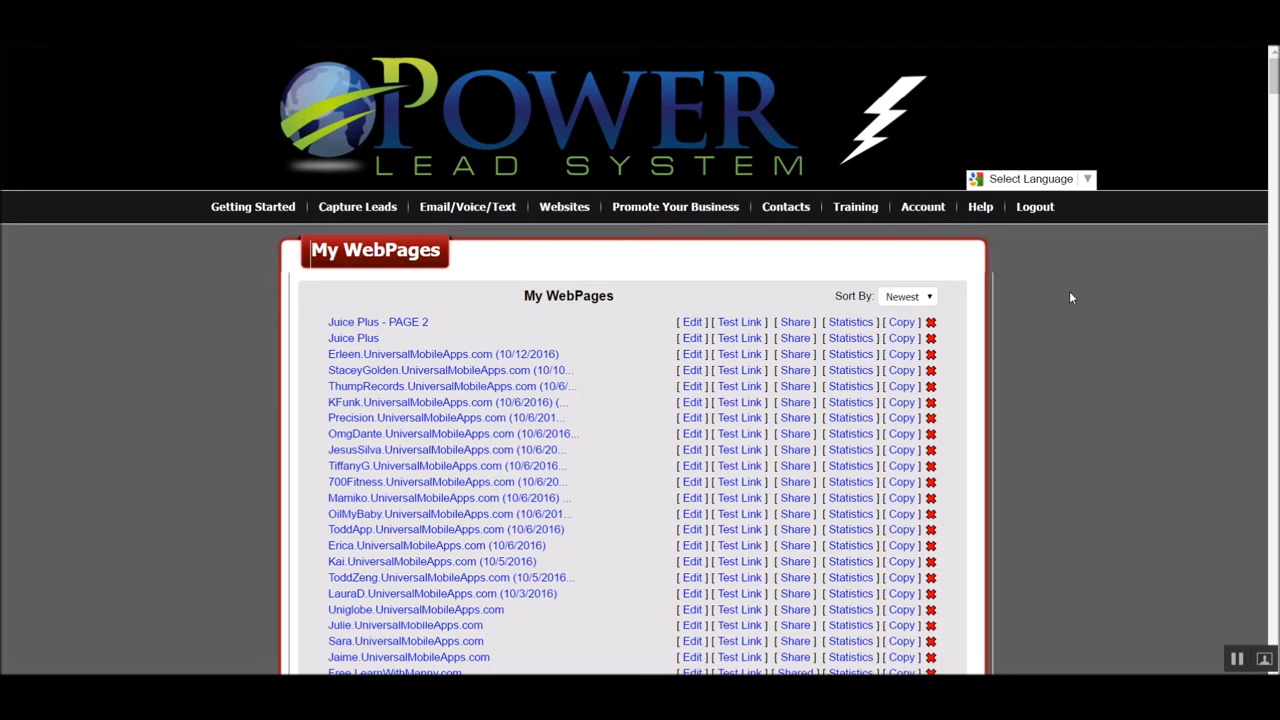 POWER
LEAD SYSTEM
Select Language ▼
Getting Started | Capture Leads | Email/Voice/Text | Websites | Promote Your Business | Contacts | Training | Account | Help | Logout
My WebPages
My WebPages Sort By: Newest ▼
Juice Plus - PAGE 2 [ Edit ] [ Test Link ] [ Share ] [ Statistics ] [ Copy ]
Juice Plus [ Edit ] [ Test Link ] [ Share ] [ Statistics ] [ Copy ]
Erleen.UniversalMobileApps.com (10/12/2016) [ Edit ] [ Test Link ] [ Share ] [ Statistics ] [ Copy ]
StaceyGolden.UniversalMobileApps.com (10/10... [ Edit ] [ Test Link ] [ Share ] [ Statistics ] [ Copy ]
ThumpRecords.UniversalMobileApps.com (10/6/... [ Edit ] [ Test Link ] [ Share ] [ Statistics ] [ Copy ]
KFunk.UniversalMobileApps.com (10/6/2016) (... [ Edit ] [ Test Link ] [ Share ] [ Statistics ] [ Copy ]
Precision.UniversalMobileApps.com (10/6/201... [ Edit ] [ Test Link ] [ Share ] [ Statistics ] [ Copy ]
OmgDante.UniversalMobileApps.com (10/6/2016... [ Edit ] [ Test Link ] [ Share ] [ Statistics ] [ Copy ]
JesusSilva.UniversalMobileApps.com (10/6/20... [ Edit ] [ Test Link ] [ Share ] [ Statistics ] [ Copy ]
TiffanyG.UniversalMobileApps.com (10/6/2016... [ Edit ] [ Test Link ] [ Share ] [ Statistics ] [ Copy ]
700Fitness.UniversalMobileApps.com (10/6/20... [ Edit ] [ Test Link ] [ Share ] [ Statistics ] [ Copy ]
Mamiko.UniversalMobileApps.com (10/6/2016) ... [ Edit ] [ Test Link ] [ Share ] [ Statistics ] [ Copy ]
OilMyBaby.UniversalMobileApps.com (10/6/201... [ Edit ] [ Test Link ] [ Share ] [ Statistics ] [ Copy ]
ToddApp.UniversalMobileApps.com (10/6/2016) [ Edit ] [ Test Link ] [ Share ] [ Statistics ] [ Copy ]
Erica.UniversalMobileApps.com (10/6/2016) [ Edit ] [ Test Link ] [ Share ] [ Statistics ] [ Copy ]
Kai.UniversalMobileApps.com (10/5/2016) [ Edit ] [ Test Link ] [ Share ] [ Statistics ] [ Copy ]
ToddZeng.UniversalMobileApps.com (10/5/2016... [ Edit ] [ Test Link ] [ Share ] [ Statistics ] [ Copy ]
LauraD.UniversalMobileApps.com (10/3/2016) [ Edit ] [ Test Link ] [ Share ] [ Statistics ] [ Copy ]
Uniglobe.UniversalMobileApps.com [ Edit ] [ Test Link ] [ Share ] [ Statistics ] [ Copy ]
Julie.UniversalMobileApps.com [ Edit ] [ Test Link ] [ Share ] [ Statistics ] [ Copy ]
Sara.UniversalMobileApps.com [ Edit ] [ Test Link ] [ Share ] [ Statistics ] [ Copy ]
Jaime.UniversalMobileApps.com [ Edit ] [ Test Link ] [ Share ] [ Statistics ] [ Copy ]
Free.LearnWithManny.com [ Edit ] [ Test Link ] [ Shared ] [ Statistics ] [ Copy ]